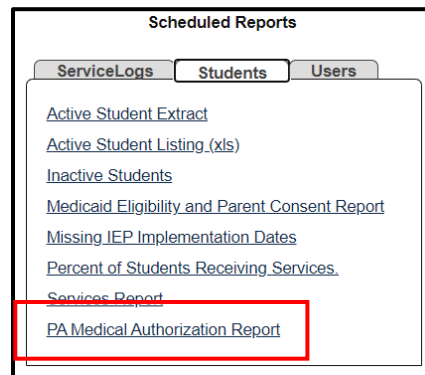 Scheduled Reports
ServiceLogs Students Users
Active Student Extract
Active Student Listing (xls)
Inactive Students
Medicaid Eligibility and Parent Consent Report
Missing IEP Implementation Dates
Percent of Students Receiving Services.
Services Report
PA Medical Authorization Report